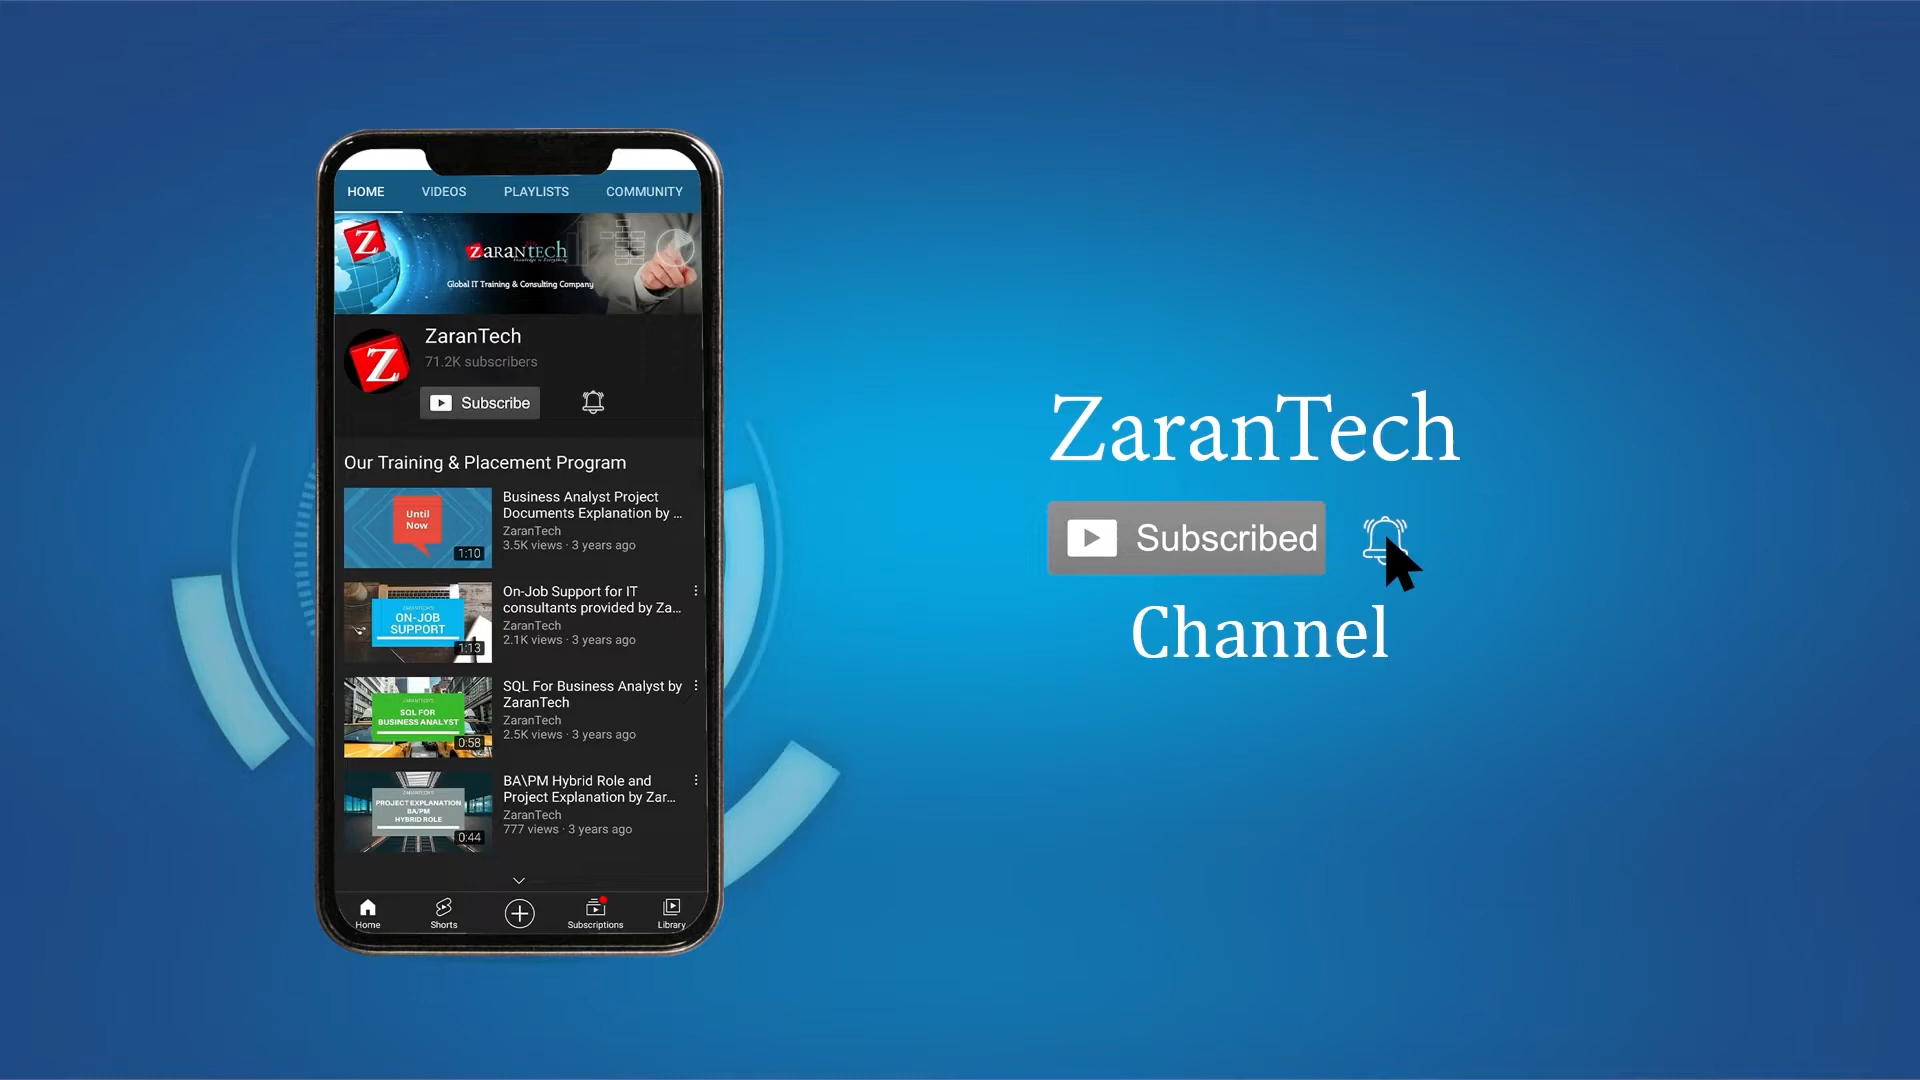 HOME VIDEOS PLAYLISTS COMMUNITY
Z
ZARANTECH
Global IT Training & Consulting Company
Z
ZaranTech
71.2K subscribers
Subscribe
Our Training & Placement Program
Until
Now
1:10
Business Analyst Project
Documents Explanation by ...
ZaranTech
3.5K views · 3 years ago
ZARANTECH'S
ON-JOB
SUPPORT
1:13
On-Job Support for IT
consultants provided by Za...
ZaranTech
2.1K views · 3 years ago
ZARANTECH'S
SQL FOR
BUSINESS ANALYST
0:58
SQL For Business Analyst by
ZaranTech
ZaranTech
2.5K views · 3 years ago
ZARANTECH'S
PROJECT EXPLANATION
BA/PM
HYBRID ROLE
0:44
BA\PM Hybrid Role and
Project Explanation by Zar...
ZaranTech
777 views · 3 years ago
Home Shorts Subscriptions Library
ZaranTech
Subscribed
Channel